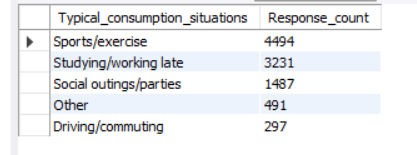 Typical_consumption_situations Response_count
Sports/exercise 4494
Studying/working late 3231
Social outings/parties 1487
Other 491
Driving/commuting 297